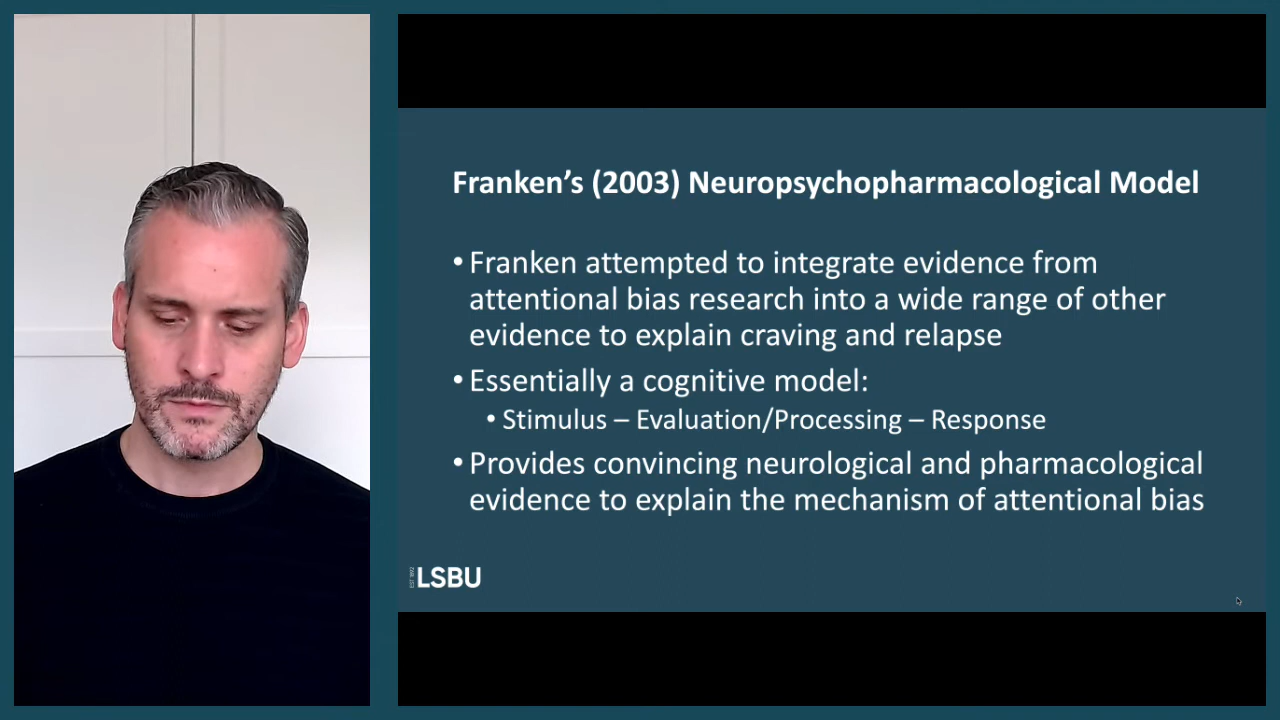 Franken’s (2003) Neuropsychopharmacological Model
• Franken attempted to integrate evidence from
attentional bias research into a wide range of other
evidence to explain craving and relapse
• Essentially a cognitive model:
• Stimulus – Evaluation/Processing – Response
• Provides convincing neurological and pharmacological
evidence to explain the mechanism of attentional bias
EST 1892
LSBU